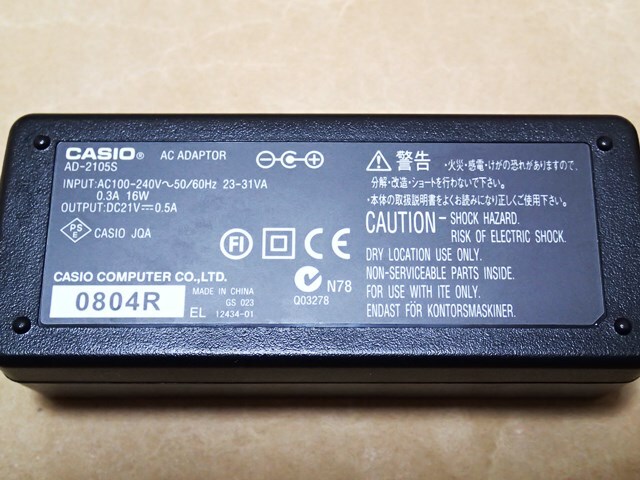 CASIO® AC ADAPTOR
AD-2105S
INPUT:AC100-240V～50/60Hz 23-31VA
0.3A 16W
OUTPUT:DC21V⎓0.5A
PS
E CASIO JQA
FI CE
CASIO COMPUTER CO.,LTD.
0804R
MADE IN CHINA
GS 023
EL 12434-01
N78
Q03278
警告 ・火災・感電・けがの恐れがありますので、
分解・改造・ショートを行わないで下さい。
・本体の取扱説明書をよくお読みになり正しくご使用下さい。
CAUTION- SHOCK HAZARD.
RISK OF ELECTRIC SHOCK.
DRY LOCATION USE ONLY.
NON-SERVICEABLE PARTS INSIDE.
FOR USE WITH ITE ONLY.
ENDAST FÖR KONTORSMASKINER.